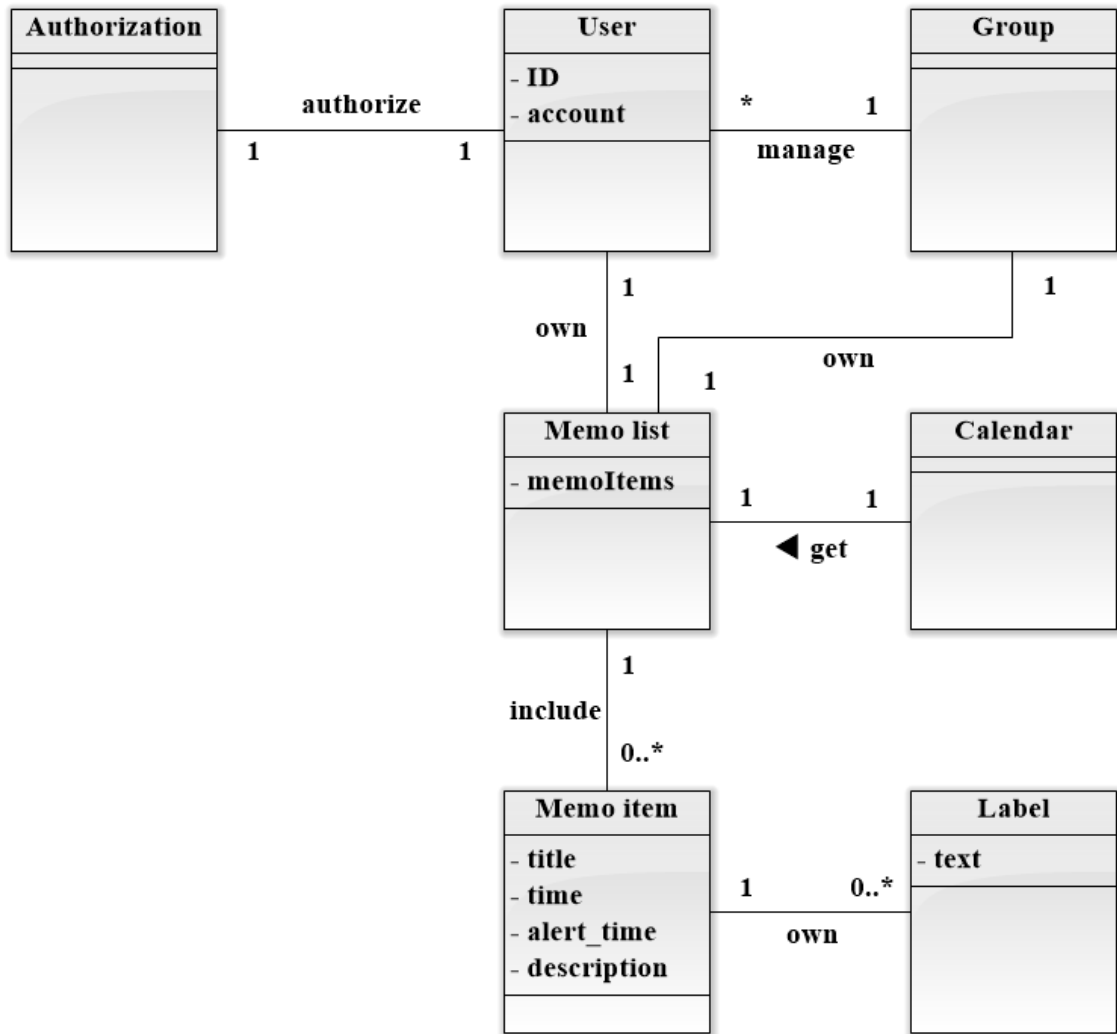 Authorization
User
Group
- ID
- account
authorize
1
1
*
1
manage
1
own
1
1
own
1
Memo list
- memoItems
Calendar
1
1
◀ get
1
include
0..*
Memo item
- title
- time
- alert_time
- description
Label
- text
1
0..*
own